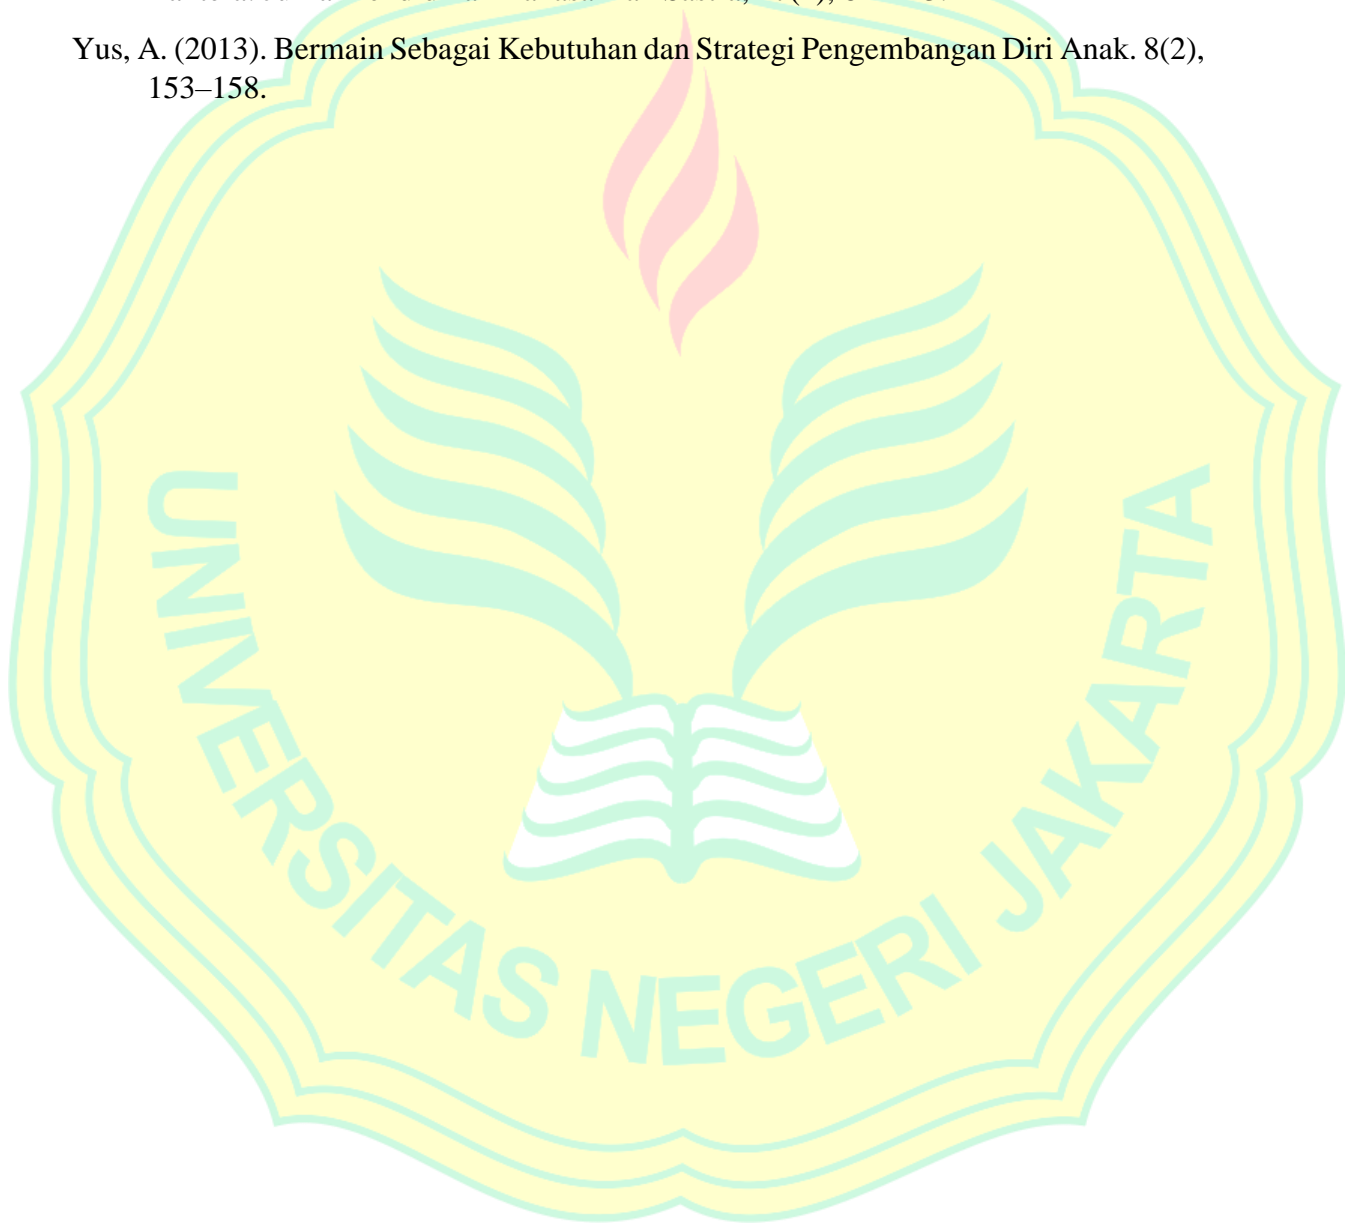 Yus, A. (2013). Bermain Sebagai Kebutuhan dan Strategi Pengembangan Diri Anak. 8(2),
153–158.
UNIVERSITAS NEGERI JAKARTA